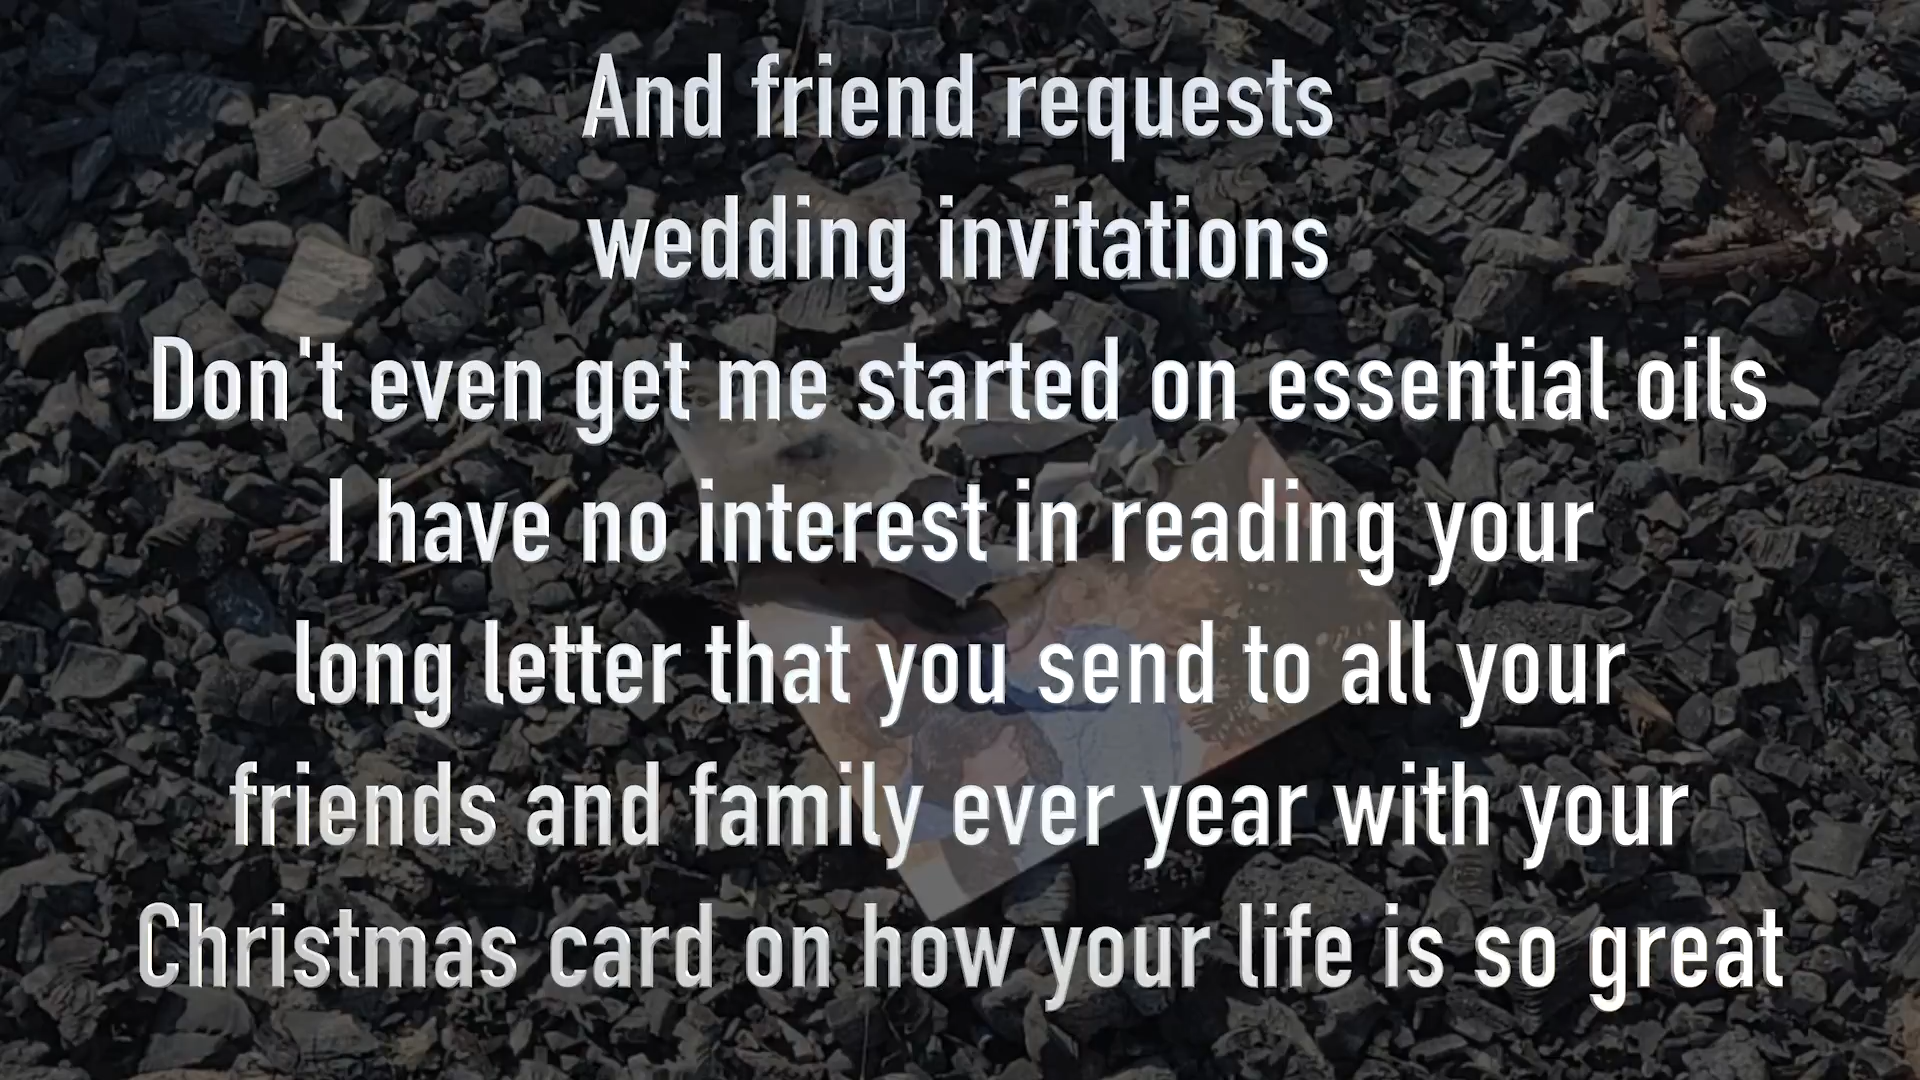 And friend requests
wedding invitations
Don't even get me started on essential oils
I have no interest in reading your
long letter that you send to all your
friends and family ever year with your
Christmas card on how your life is so great